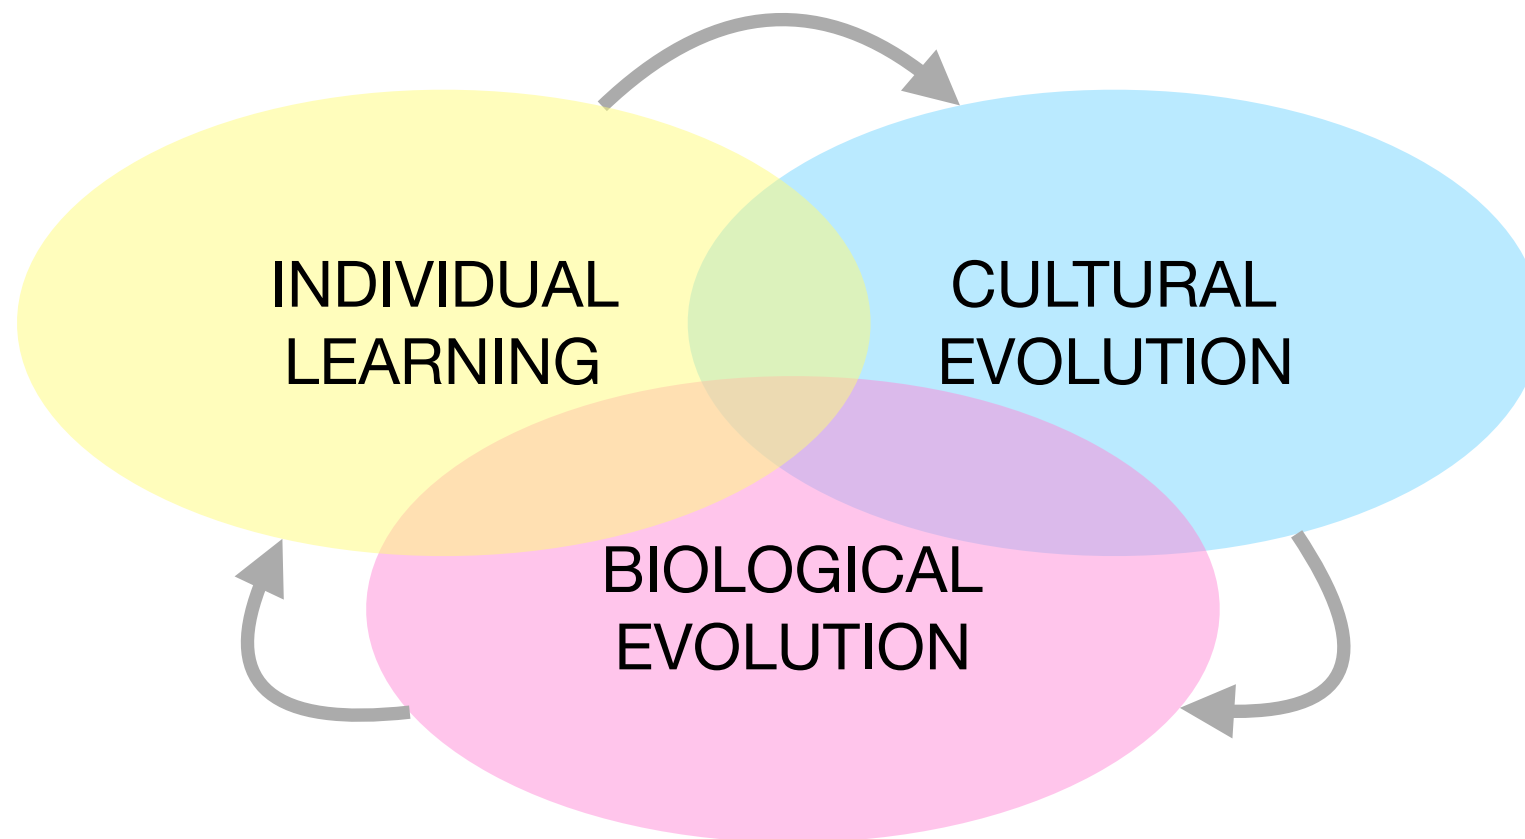 INDIVIDUAL
LEARNING
CULTURAL
EVOLUTION
BIOLOGICAL
EVOLUTION